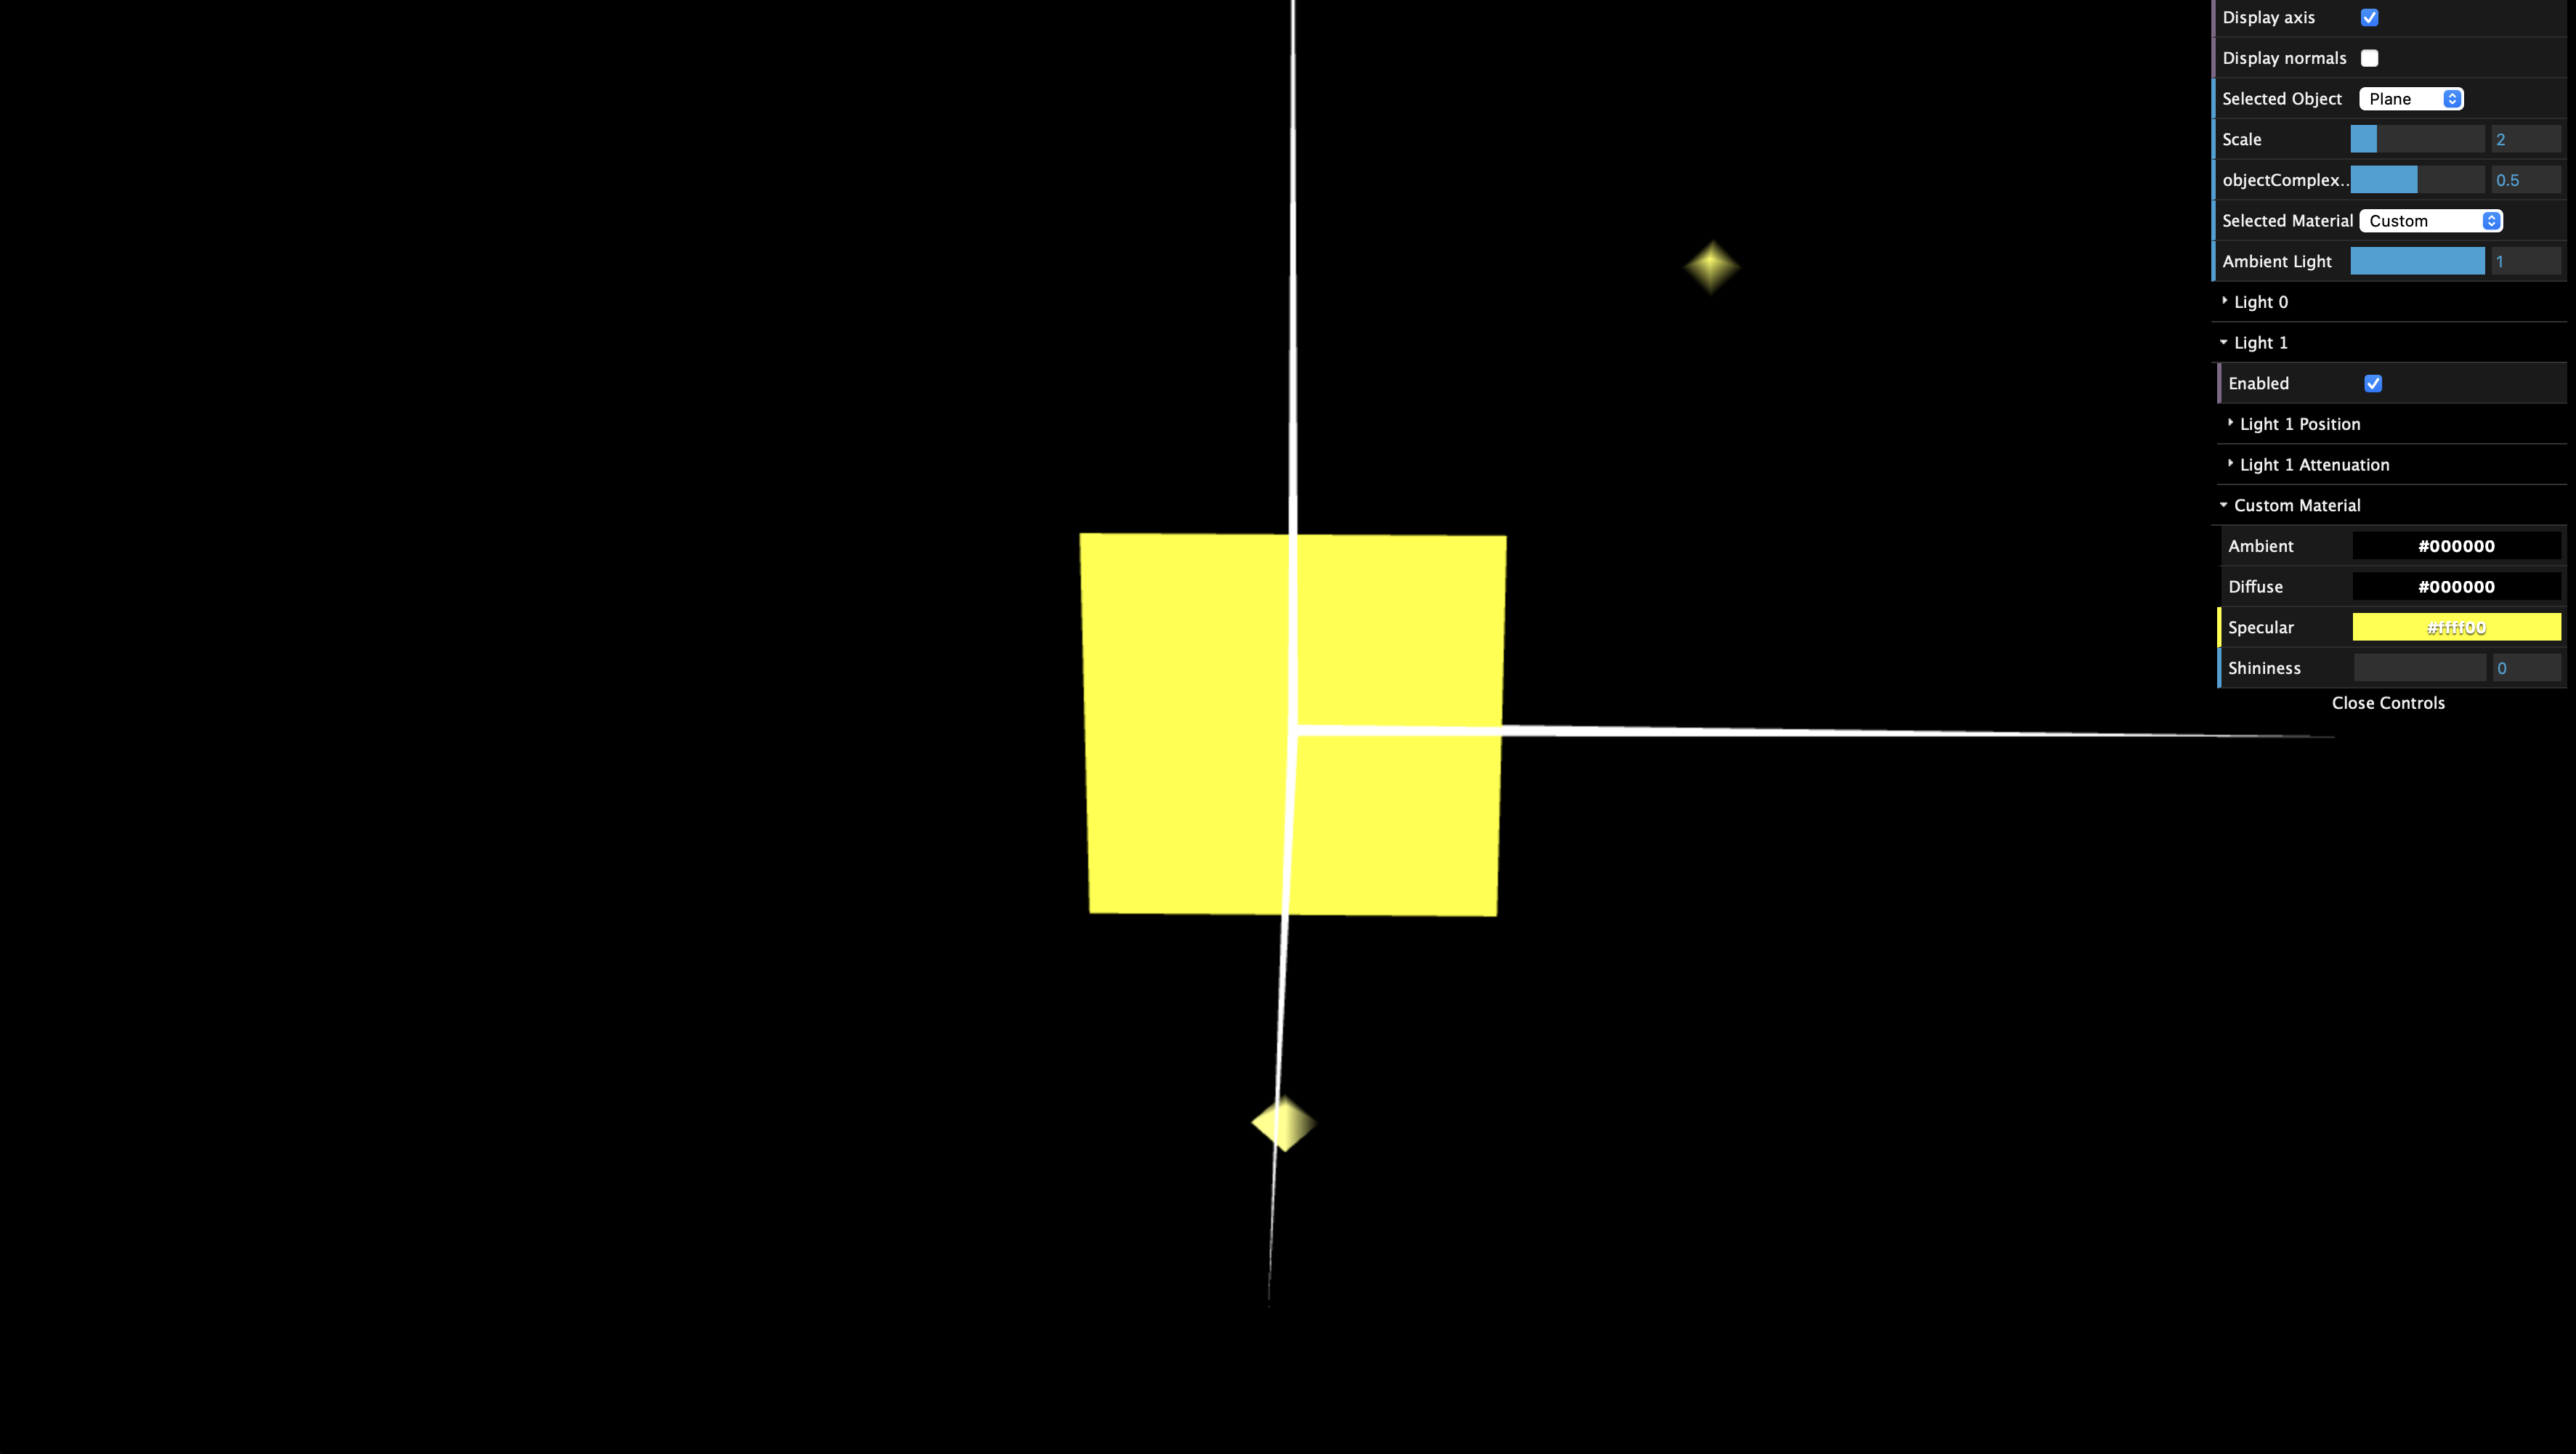 Display axis
Display normals
Selected Object Plane
Scale 2
objectComplex.. 0.5
Selected Material Custom
Ambient Light 1
Light 0
Light 1
Enabled
Light 1 Position
Light 1 Attenuation
Custom Material
Ambient #000000
Diffuse #000000
Specular #ffff00
Shininess 0
Close Controls